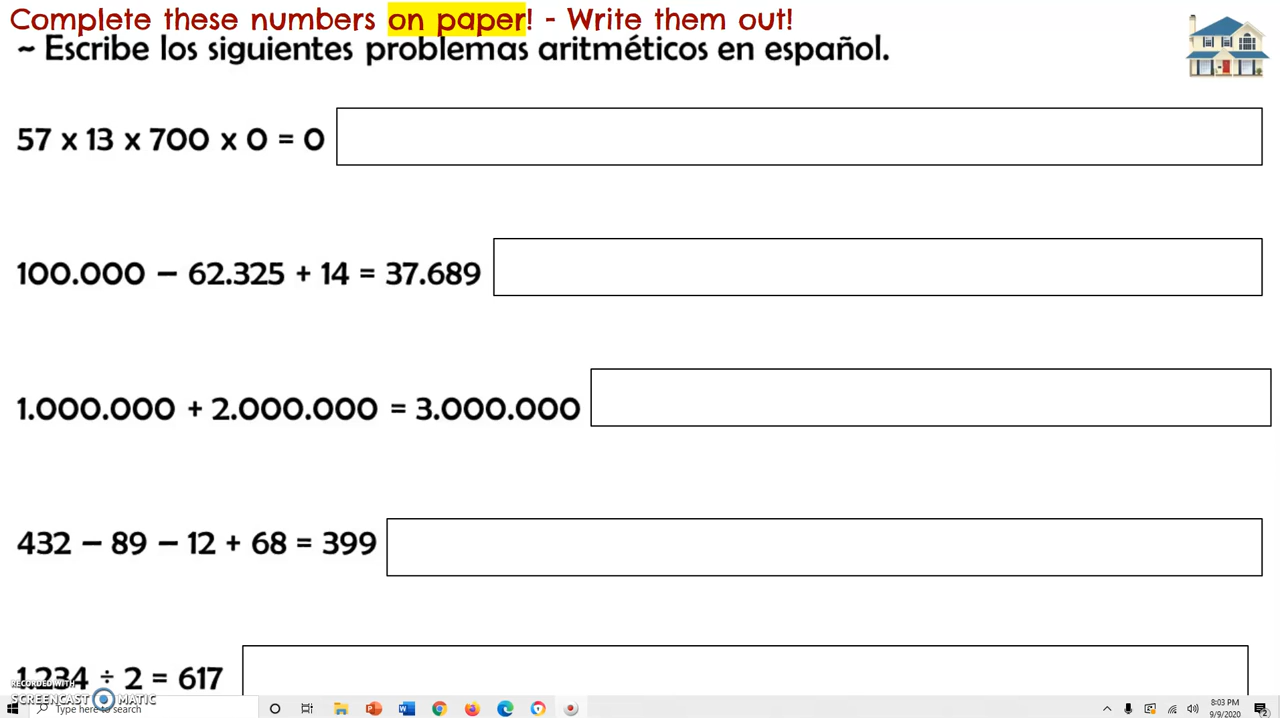 Complete these numbers on paper! - Write them out!
~ Escribe los siguientes problemas aritméticos en español.
57 x 13 x 700 x 0 = 0
100.000 – 62.325 + 14 = 37.689
1.000.000 + 2.000.000 = 3.000.000
432 – 89 – 12 + 68 = 399
1.234 ÷ 2 = 617
RECORDED WITH
SCREENCAST MATIC
Type here to search
8:03 PM
9/9/2020
2